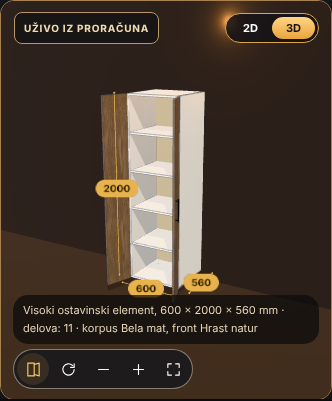 UŽIVO IZ PRORAČUNA
2D 3D
2000
600
560
Visoki ostavinski element, 600 × 2000 × 560 mm ·
delova: 11 · korpus Bela mat, front Hrast natur